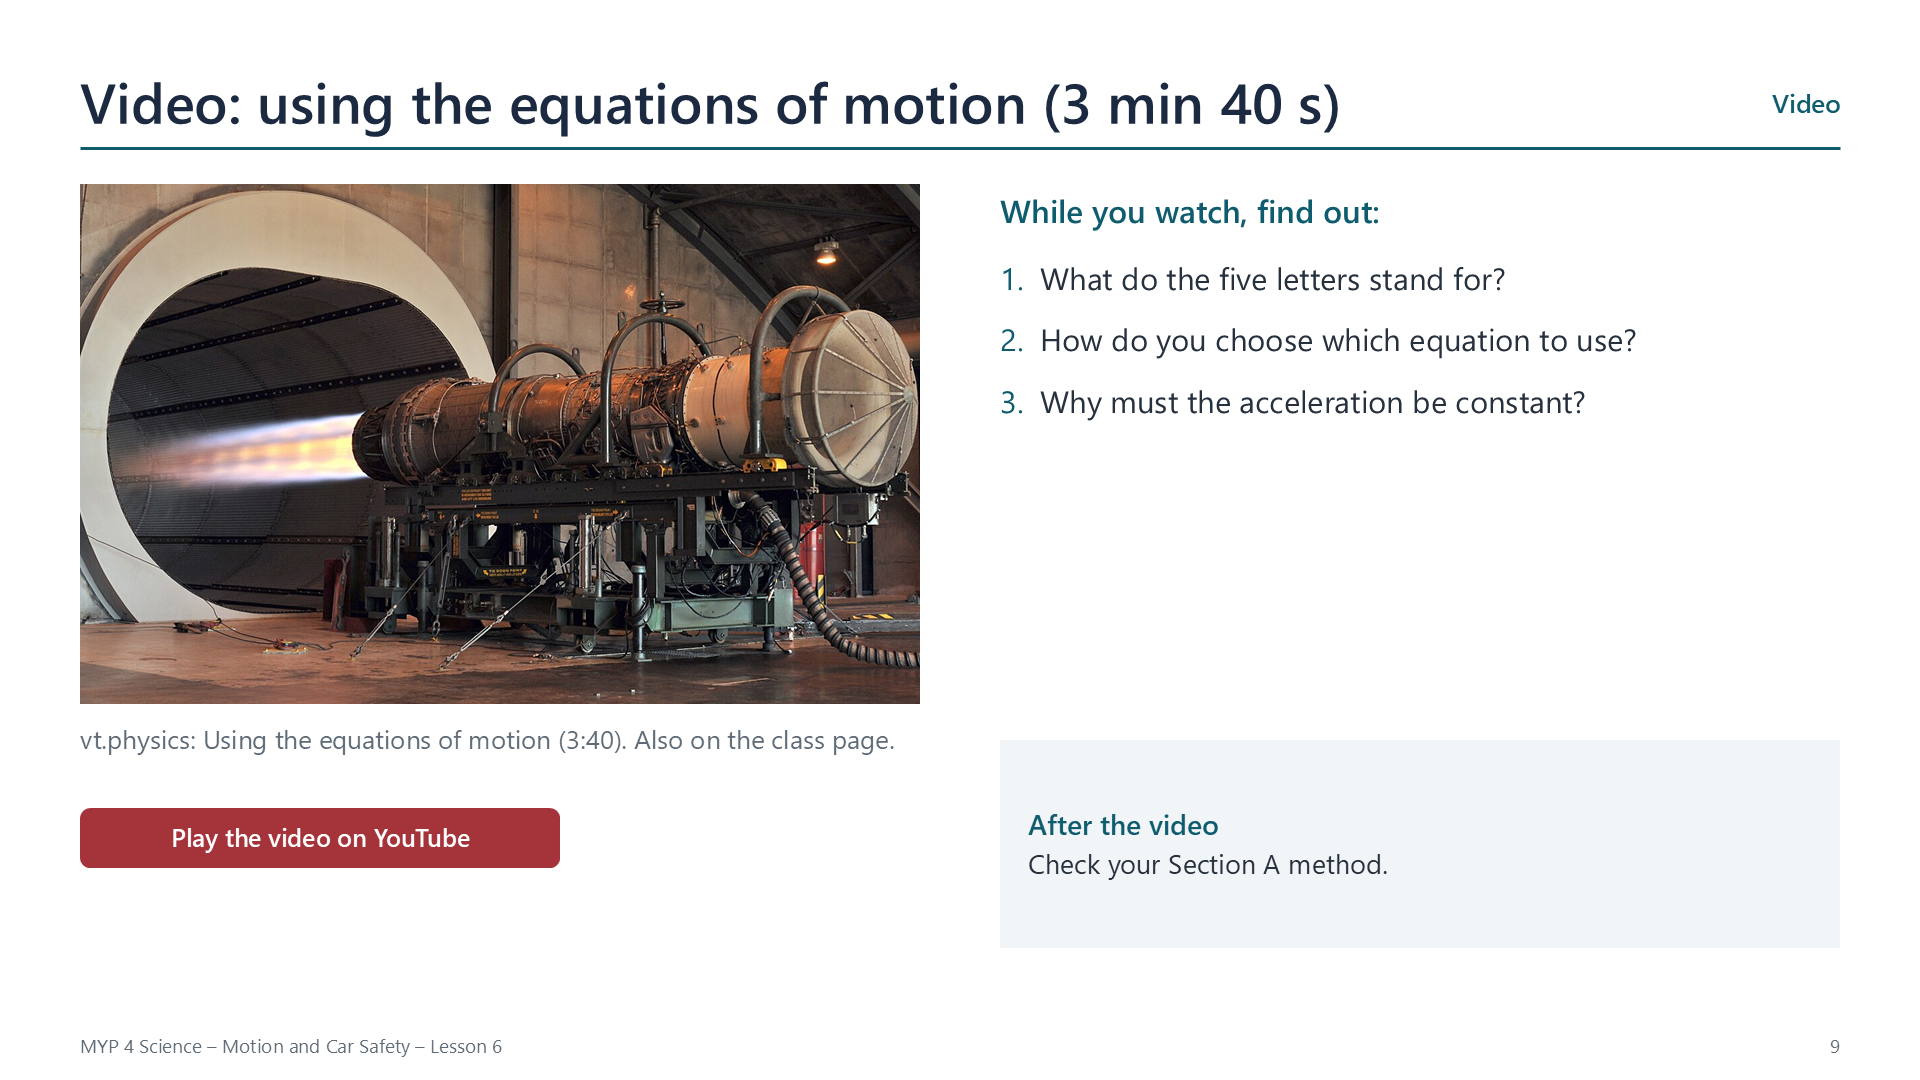 Video: using the equations of motion (3 min 40 s)
Video
While you watch, find out:
1. What do the five letters stand for?
2. How do you choose which equation to use?
3. Why must the acceleration be constant?
vt.physics: Using the equations of motion (3:40). Also on the class page.
Play the video on YouTube
After the video
Check your Section A method.
MYP 4 Science – Motion and Car Safety – Lesson 6
9